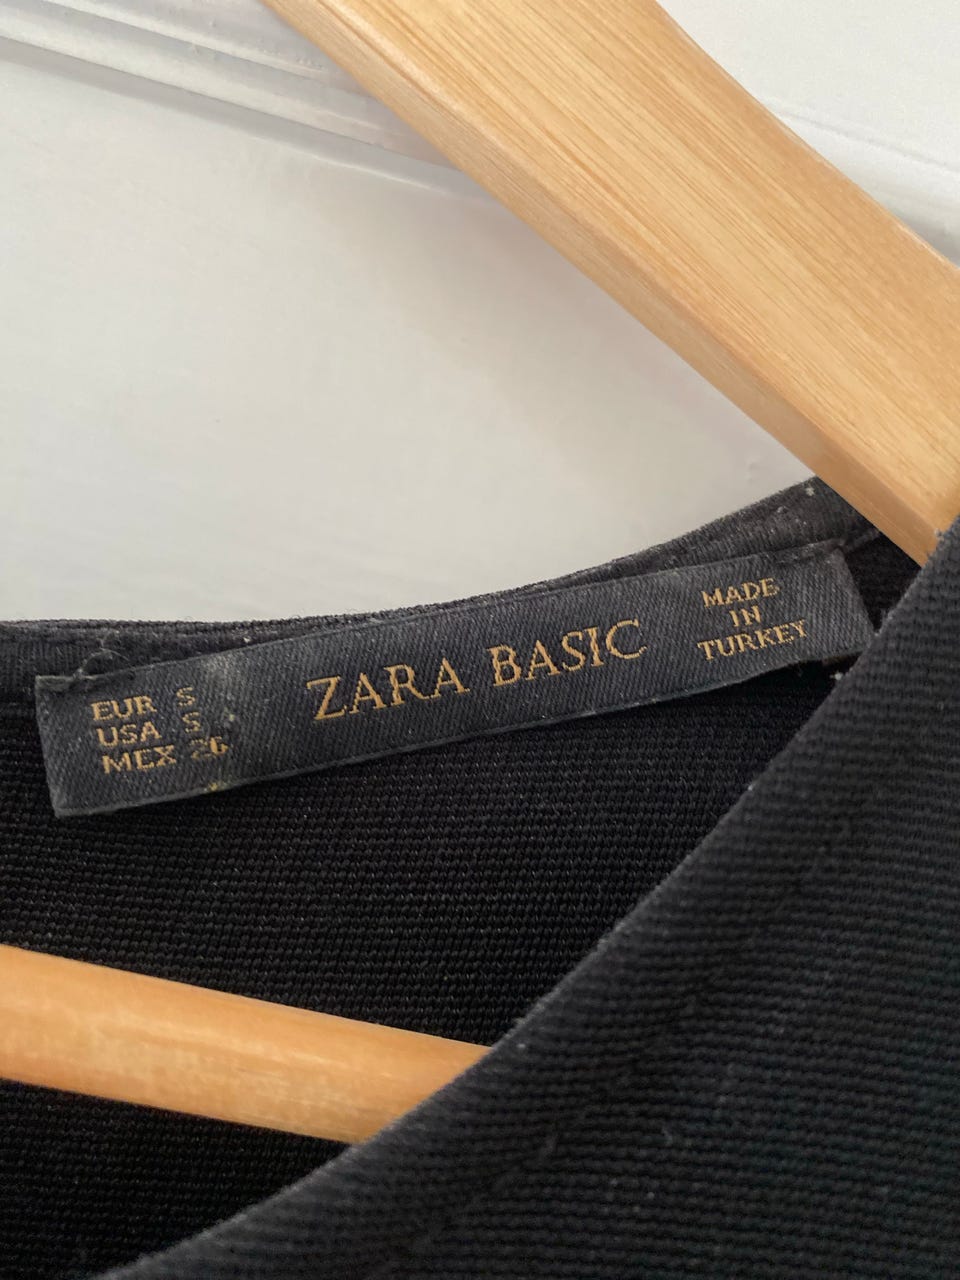 EUR S
USA S
MEX 26
ZARA BASIC
MADE
IN
TURKEY